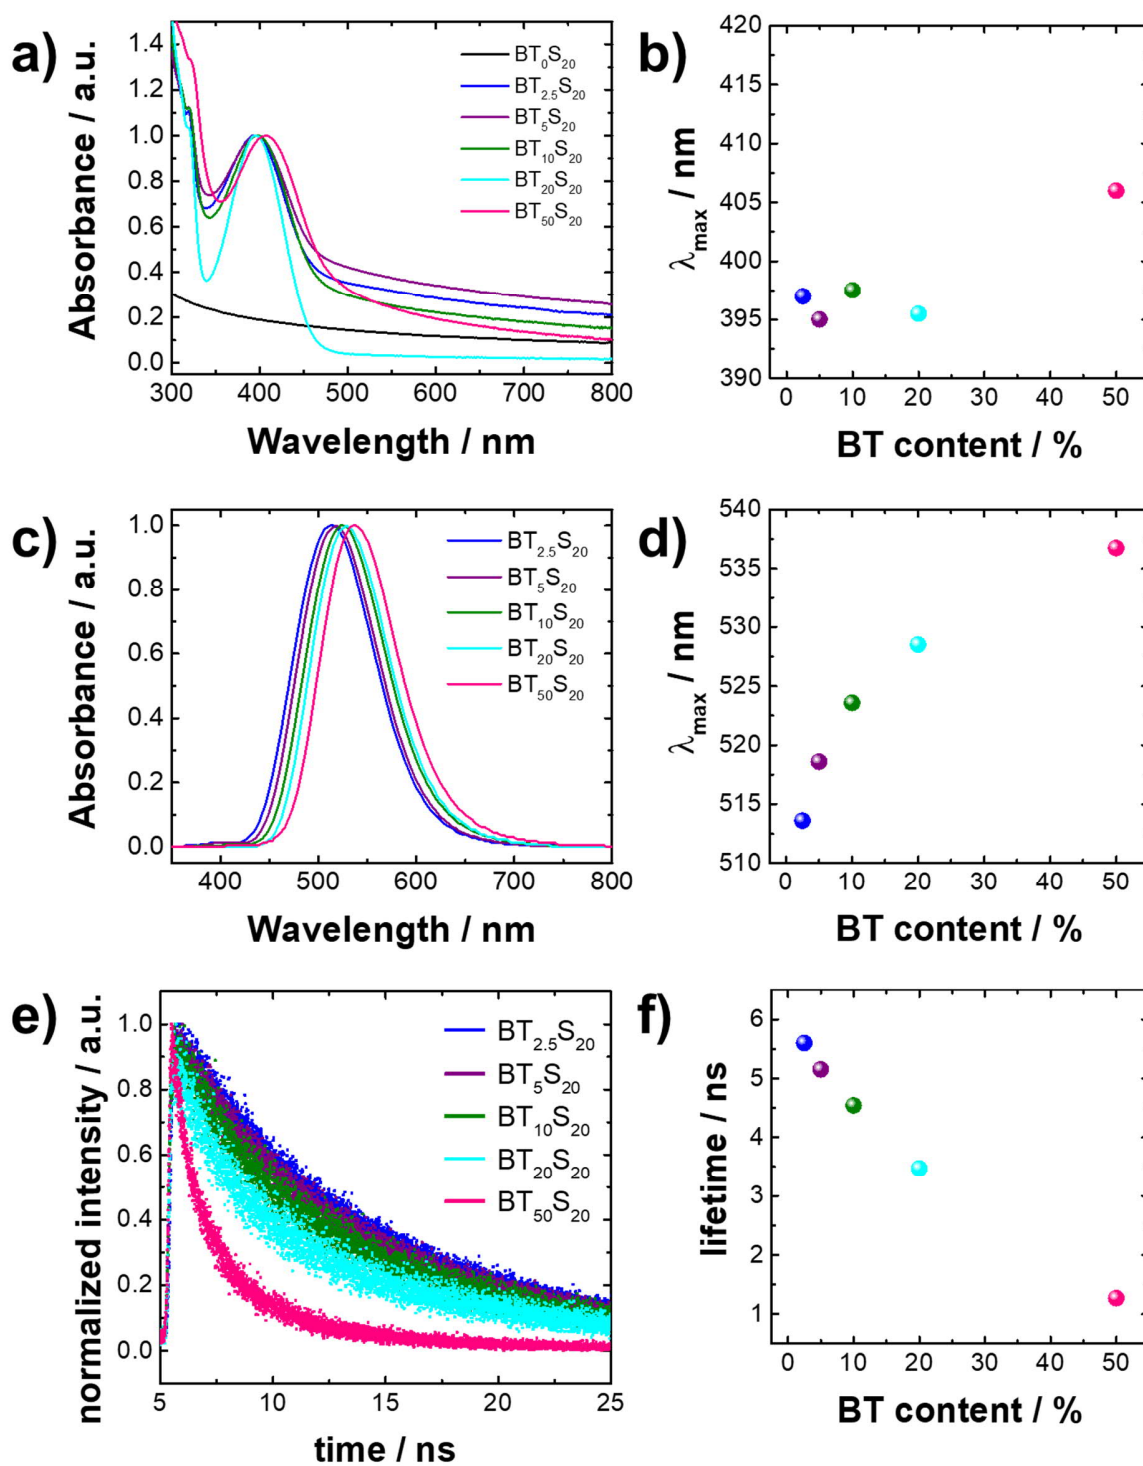 a)
Absorbance / a.u.
1.4
1.2
1.0
0.8
0.6
0.4
0.2
0.0
300 400 500 600 700 800
Wavelength / nm
BT0S20
BT2.5S20
BT5S20
BT10S20
BT20S20
BT50S20
b)
λmax / nm
420
415
410
405
400
395
390
0 10 20 30 40 50
BT content / %
c)
Absorbance / a.u.
1.0
0.8
0.6
0.4
0.2
0.0
400 500 600 700 800
Wavelength / nm
BT2.5S20
BT5S20
BT10S20
BT20S20
BT50S20
d)
λmax / nm
540
535
530
525
520
515
510
0 10 20 30 40 50
BT content / %
e)
normalized intensity / a.u.
1.0
0.8
0.6
0.4
0.2
0.0
5 10 15 20 25
time / ns
BT2.5S20
BT5S20
BT10S20
BT20S20
BT50S20
f)
lifetime / ns
6
5
4
3
2
1
0 10 20 30 40 50
BT content / %